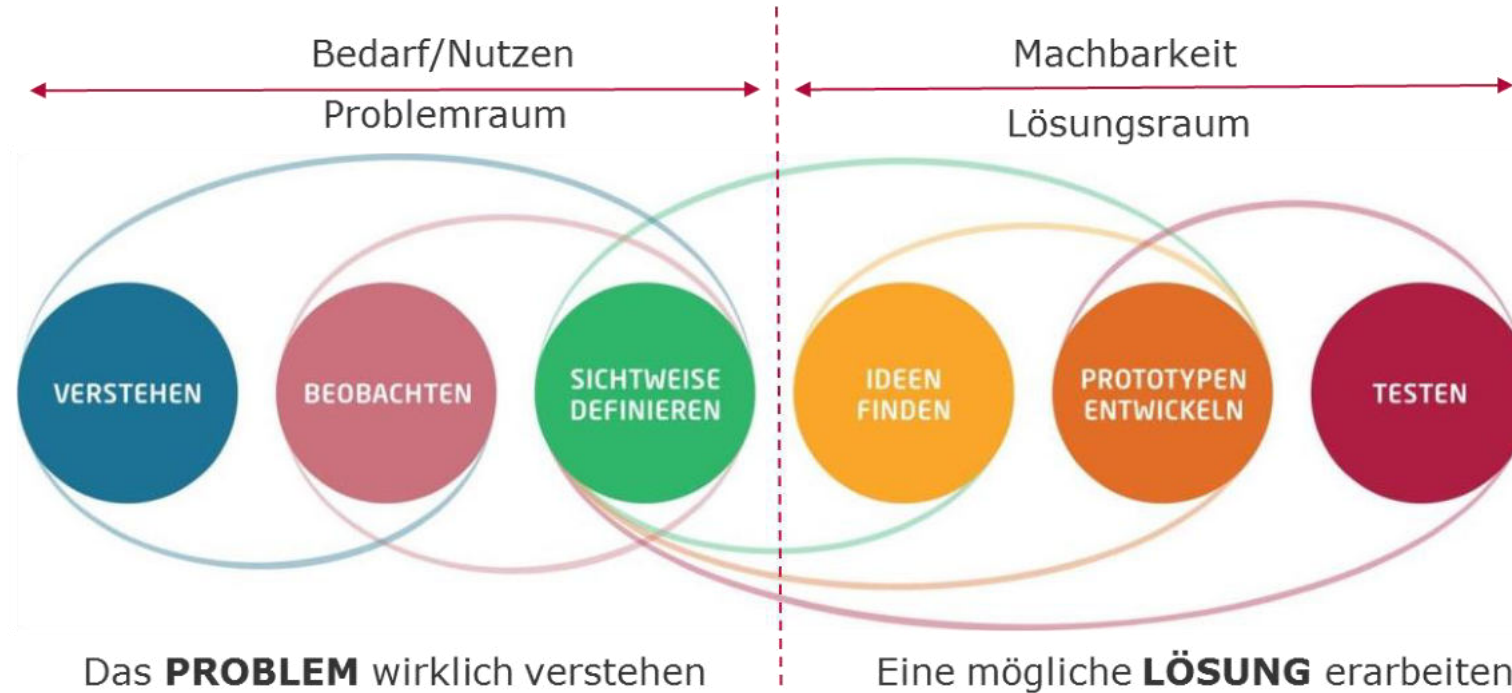 Bedarf/Nutzen
Problemraum
Machbarkeit
Lösungsraum
VERSTEHEN
BEOBACHTEN
SICHTWEISE
DEFINIEREN
IDEEN
FINDEN
PROTOTYPEN
ENTWICKELN
TESTEN
Das PROBLEM wirklich verstehen
Eine mögliche LÖSUNG erarbeiten